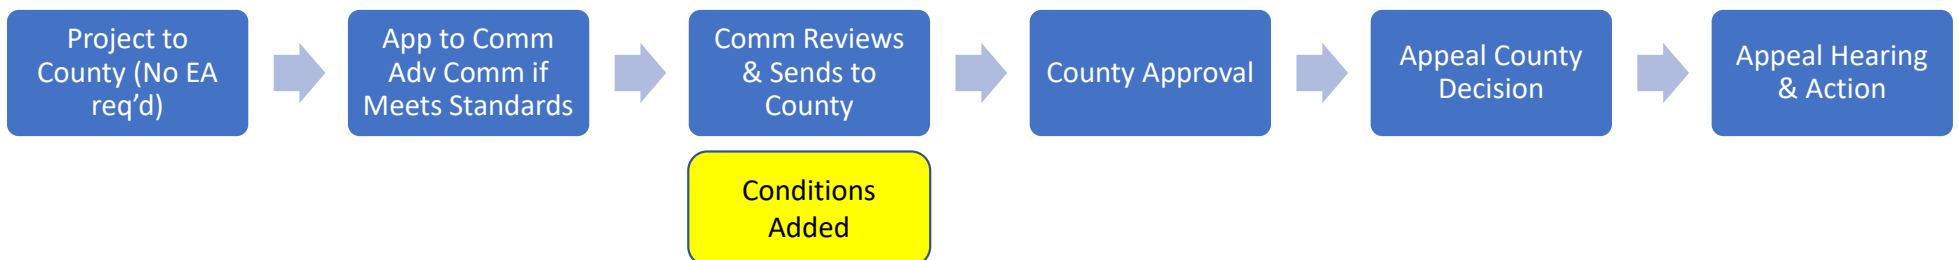 Project to
County (No EA
req’d)
App to Comm
Adv Comm if
Meets Standards
Comm Reviews
& Sends to
County
County Approval
Appeal County
Decision
Appeal Hearing
& Action
Conditions
Added